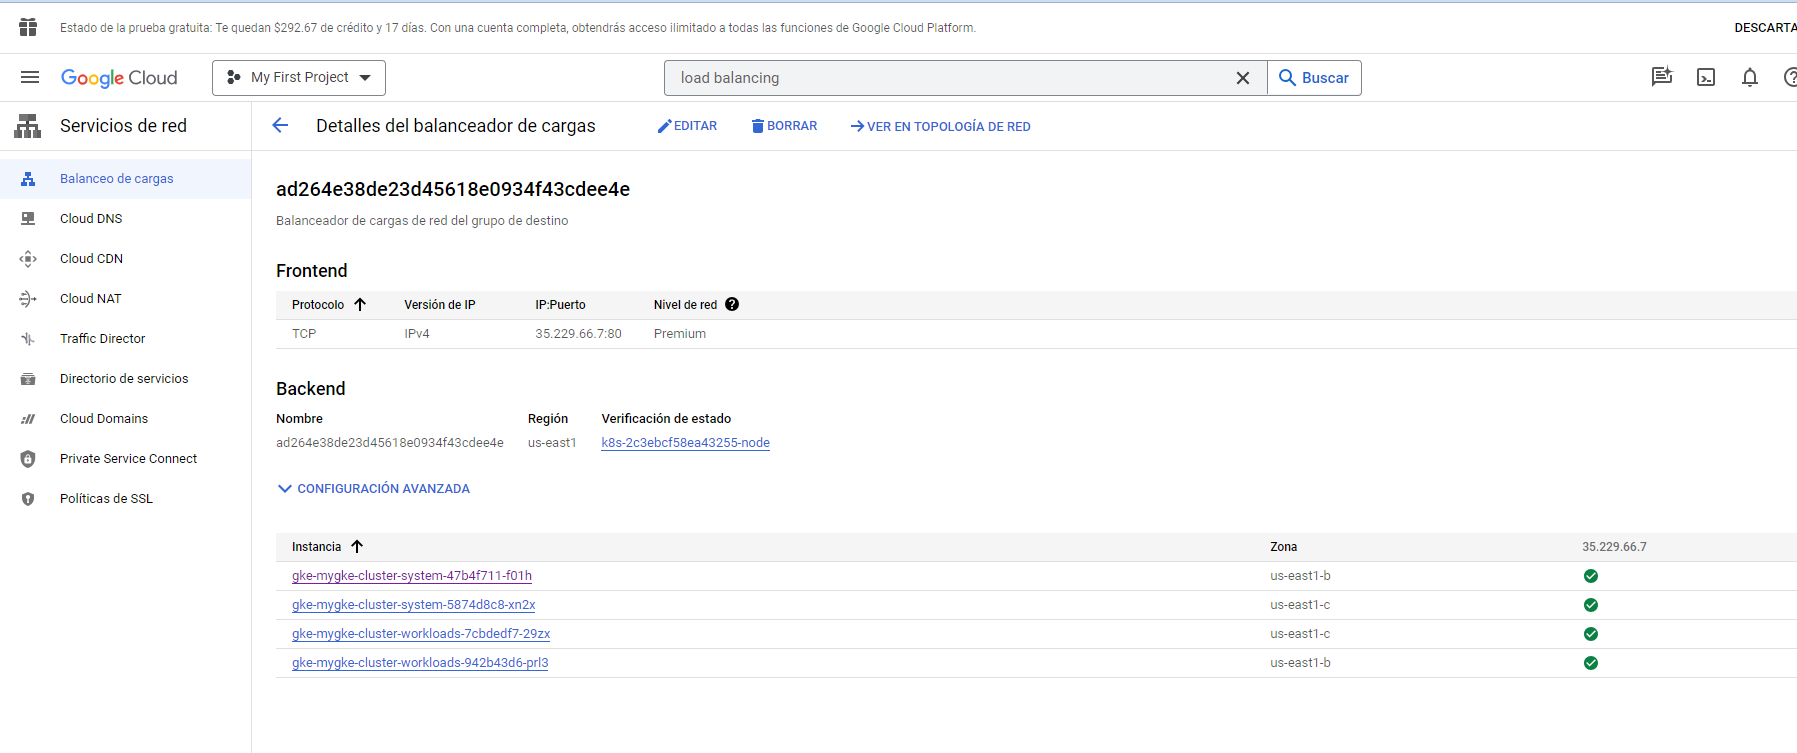 Estado de la prueba gratuita: Te quedan $292.67 de crédito y 17 días. Con una cuenta completa, obtendrás acceso ilimitado a todas las funciones de Google Cloud Platform.
DESCARTA
Google Cloud
My First Project
load balancing
Buscar
Servicios de red
Detalles del balanceador de cargas
EDITAR
BORRAR
VER EN TOPOLOGÍA DE RED
Balanceo de cargas
Cloud DNS
Cloud CDN
Cloud NAT
Traffic Director
Directorio de servicios
Cloud Domains
Private Service Connect
Políticas de SSL
ad264e38de23d45618e0934f43cdee4e
Balanceador de cargas de red del grupo de destino
Frontend
Protocolo Versión de IP IP:Puerto Nivel de red
TCP IPv4 35.229.66.7:80 Premium
Backend
Nombre Región Verificación de estado
ad264e38de23d45618e0934f43cdee4e us-east1 k8s-2c3ebcf58ea43255-node
CONFIGURACIÓN AVANZADA
Instancia Zona 35.229.66.7
gke-mygke-cluster-system-47b4f711-f01h us-east1-b
gke-mygke-cluster-system-5874d8c8-xn2x us-east1-c
gke-mygke-cluster-workloads-7cbdedf7-29zx us-east1-c
gke-mygke-cluster-workloads-942b43d6-prl3 us-east1-b